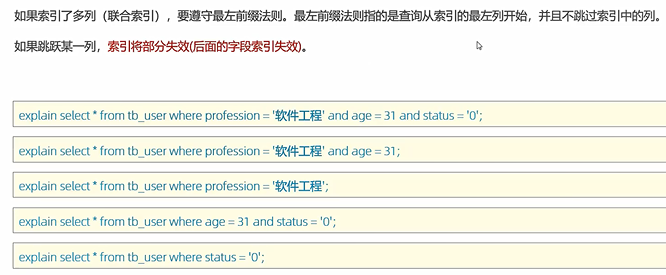 如果索引了多列（联合索引），要遵守最左前缀法则。最左前缀法则指的是查询从索引的最左列开始，并且不跳过索引中的列。
如果跳跃某一列，索引将部分失效(后面的字段索引失效)。
explain select * from tb_user where profession = '软件工程' and age = 31 and status = '0';
explain select * from tb_user where profession = '软件工程' and age = 31;
explain select * from tb_user where profession = '软件工程';
explain select * from tb_user where age = 31 and status = '0';
explain select * from tb_user where status = '0';